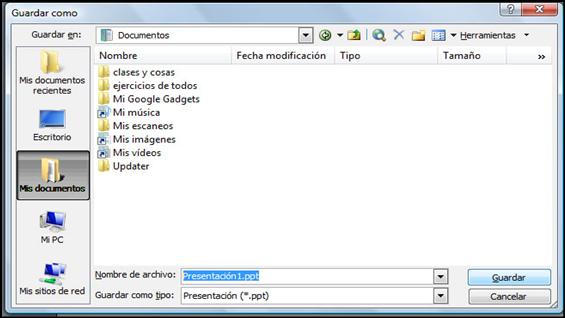 Guardar como
Guardar en: Documentos Herramientas
Mis documentos recientes
Escritorio
Mis documentos
Mi PC
Mis sitios de red
Nombre Fecha modificación Tipo Tamaño »
clases y cosas
ejercicios de todos
Mi Google Gadgets
Mi música
Mis escaneos
Mis imágenes
Mis vídeos
Updater
Nombre de archivo: Presentación1.ppt Guardar
Guardar como tipo: Presentación (*.ppt) Cancelar